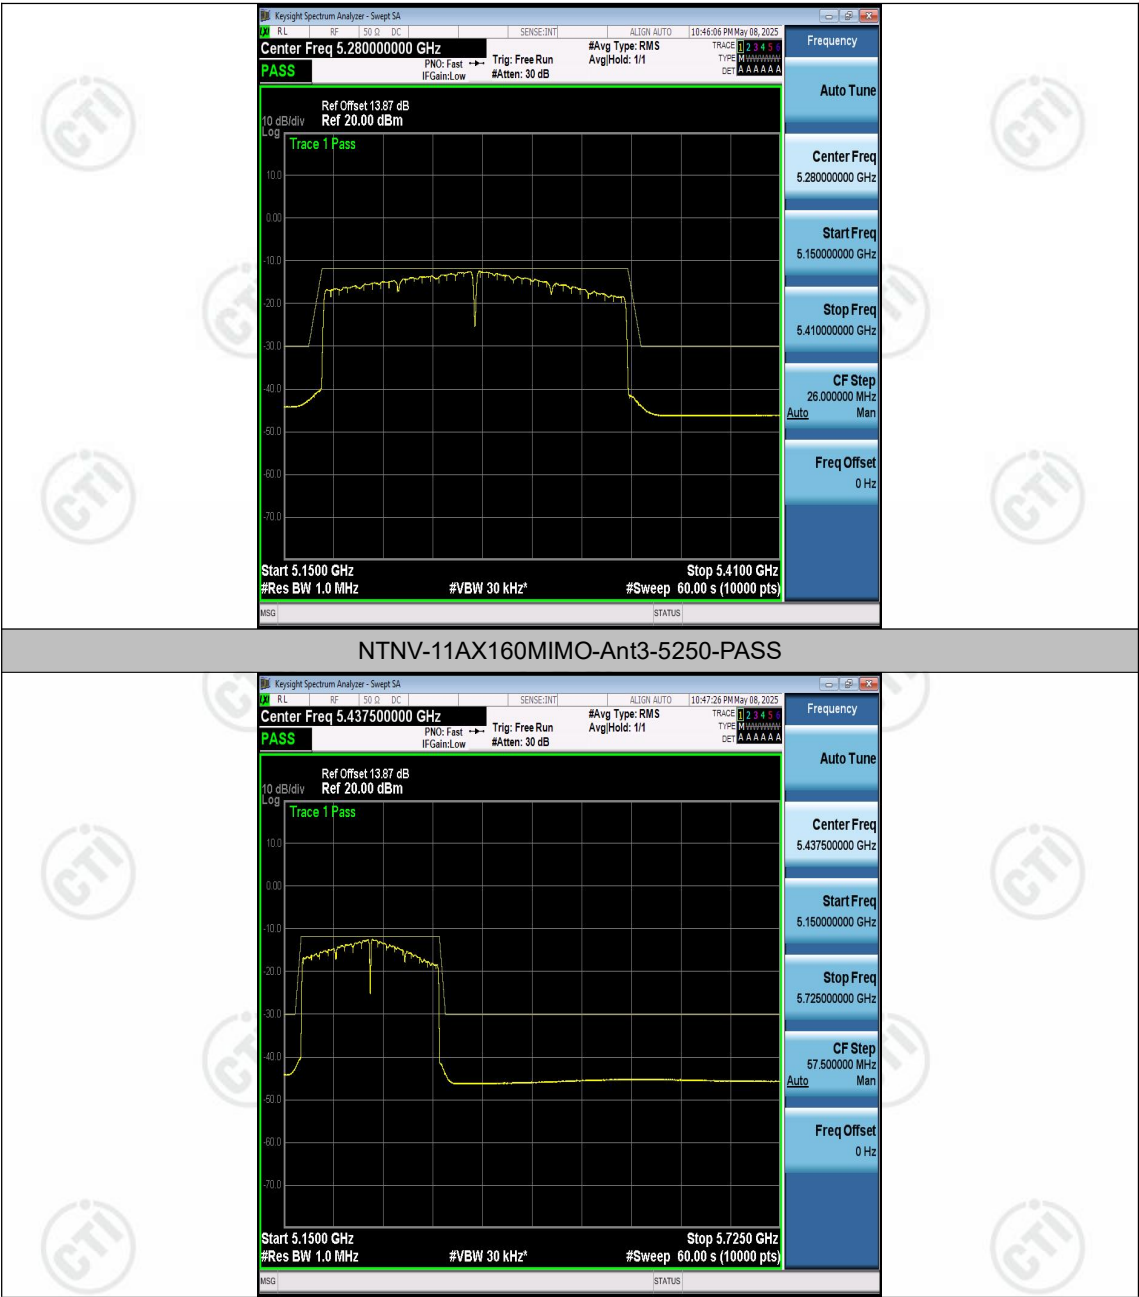 Keysight Spectrum Analyzer - Swept SA
RL RF 50 Ω DC SENSE:INT ALIGN AUTO 10:46:06 PM May 08, 2025
Center Freq 5.280000000 GHz #Avg Type: RMS TRACE 1 2 3 4 5 6
PASS PNO: Fast Trig: Free Run Avg|Hold: 1/1 TYPE M WWWWW
IFGain:Low #Atten: 30 dB DET A A A A A A
Ref Offset 13.87 dB
10 dB/div Ref 20.00 dBm
Log
Trace 1 Pass
10.0
0.00
-10.0
-20.0
-30.0
-40.0
-50.0
-60.0
-70.0
Start 5.1500 GHz Stop 5.4100 GHz
#Res BW 1.0 MHz #VBW 30 kHz* #Sweep 60.00 s (10000 pts)
MSG STATUS
Frequency
Auto Tune
Center Freq
5.280000000 GHz
Start Freq
5.150000000 GHz
Stop Freq
5.410000000 GHz
CF Step
26.000000 MHz
Auto Man
Freq Offset
0 Hz
NTNV-11AX160MIMO-Ant3-5250-PASS
Keysight Spectrum Analyzer - Swept SA
RL RF 50 Ω DC SENSE:INT ALIGN AUTO 10:47:26 PM May 08, 2025
Center Freq 5.437500000 GHz #Avg Type: RMS TRACE 1 2 3 4 5 6
PASS PNO: Fast Trig: Free Run Avg|Hold: 1/1 TYPE M WWWWW
IFGain:Low #Atten: 30 dB DET A A A A A A
Ref Offset 13.87 dB
10 dB/div Ref 20.00 dBm
Log
Trace 1 Pass
10.0
0.00
-10.0
-20.0
-30.0
-40.0
-50.0
-60.0
-70.0
Start 5.1500 GHz Stop 5.7250 GHz
#Res BW 1.0 MHz #VBW 30 kHz* #Sweep 60.00 s (10000 pts)
MSG STATUS
Frequency
Auto Tune
Center Freq
5.437500000 GHz
Start Freq
5.150000000 GHz
Stop Freq
5.725000000 GHz
CF Step
57.500000 MHz
Auto Man
Freq Offset
0 Hz
CTI
CTI
CTI
CTI
CTI
CTI
CTI
CTI
CTI
CTI
CTI
CTI